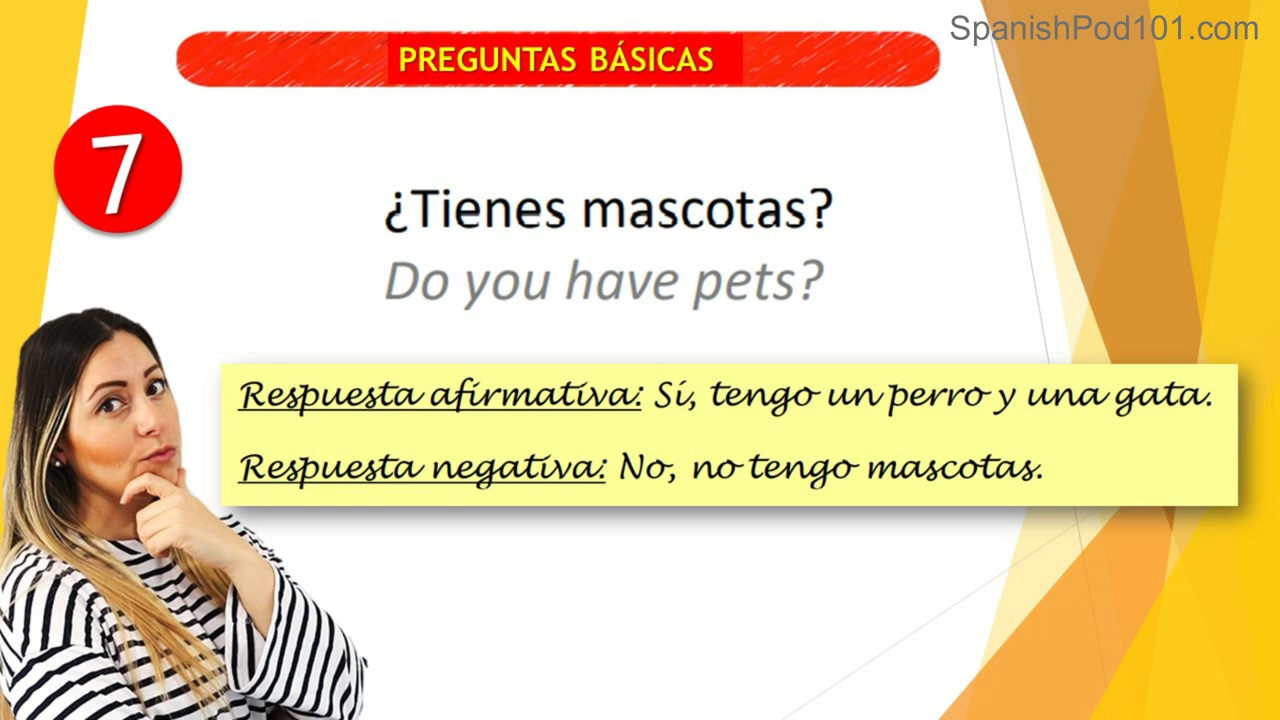 SpanishPod101.com
PREGUNTAS BÁSICAS
7
¿Tienes mascotas?
Do you have pets?
Respuesta afirmativa: Sí, tengo un perro y una gata.
Respuesta negativa: No, no tengo mascotas.